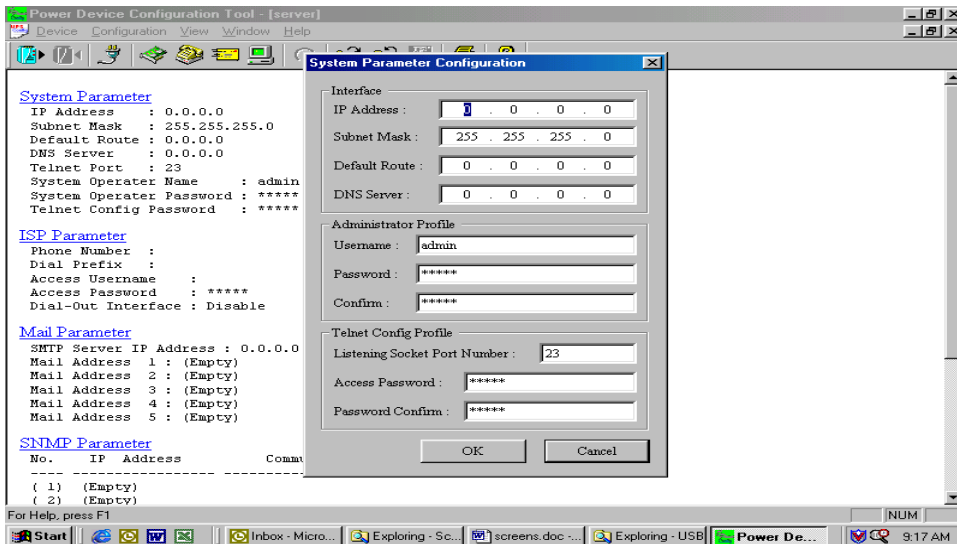 Power Device Configuration Tool - [server]
Device Configuration View Window Help
System Parameter
IP Address : 0.0.0.0
Subnet Mask : 255.255.255.0
Default Route : 0.0.0.0
DNS Server : 0.0.0.0
Telnet Port : 23
System Operater Name : admin
System Operater Password : *****
Telnet Config Password : *****
ISP Parameter
Phone Number :
Dial Prefix :
Access Username :
Access Password : *****
Dial-Out Interface : Disable
Mail Parameter
SMTP Server IP Address : 0.0.0.0
Mail Address 1 : (Empty)
Mail Address 2 : (Empty)
Mail Address 3 : (Empty)
Mail Address 4 : (Empty)
Mail Address 5 : (Empty)
SNMP Parameter
No. IP Address Commu
---- ---------------- ----------
( 1) (Empty)
( 2) (Empty)
System Parameter Configuration
Interface
IP Address : 0 . 0 . 0 . 0
Subnet Mask : 255 . 255 . 255 . 0
Default Route : 0 . 0 . 0 . 0
DNS Server : 0 . 0 . 0 . 0
Administrator Profile
Username : admin
Password : *****
Confirm : *****
Telnet Config Profile
Listening Socket Port Number : 23
Access Password : *****
Password Confirm : *****
OK Cancel
For Help, press F1 NUM
Start Inbox - Micro... Exploring - Sc... screens.doc -... Exploring - USB Power De... 9:17 AM